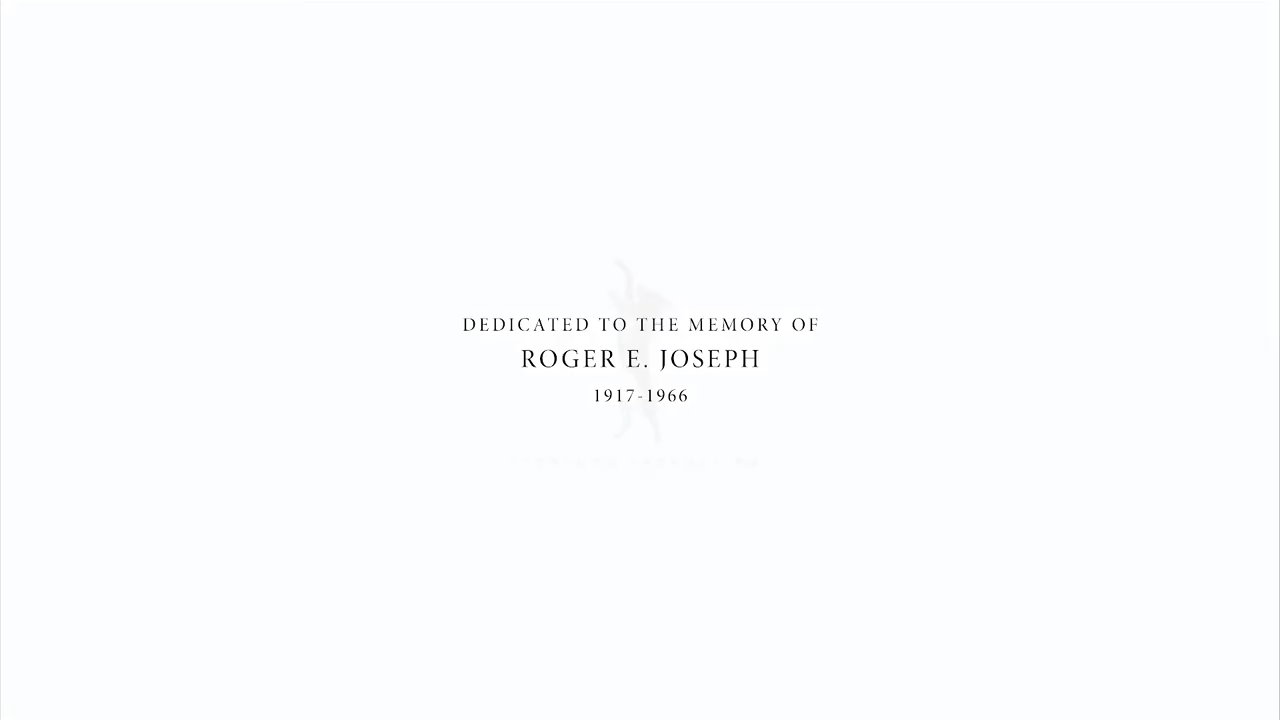 DEDICATED TO THE MEMORY OF
ROGER E. JOSEPH
1917-1966